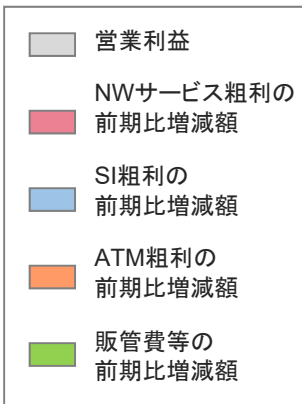 営業利益
NWサービス粗利の
前期比増減額
SI粗利の
前期比増減額
ATM粗利の
前期比増減額
販管費等の
前期比増減額